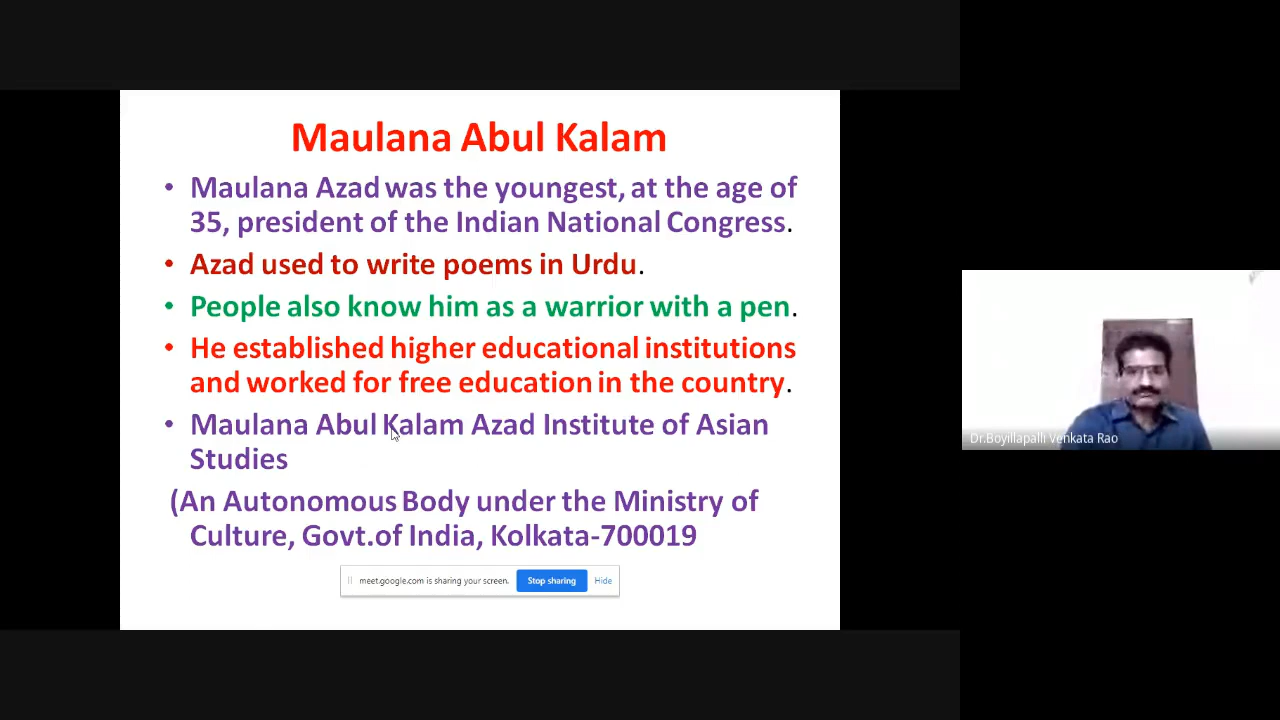 Maulana Abul Kalam
• Maulana Azad was the youngest, at the age of
35, president of the Indian National Congress.
• Azad used to write poems in Urdu.
• People also know him as a warrior with a pen.
• He established higher educational institutions
and worked for free education in the country.
• Maulana Abul Kalam Azad Institute of Asian
Studies
(An Autonomous Body under the Ministry of
Culture, Govt.of India, Kolkata-700019
meet.google.com is sharing your screen. Stop sharing Hide
Dr.Boyillapalli Venkata Rao